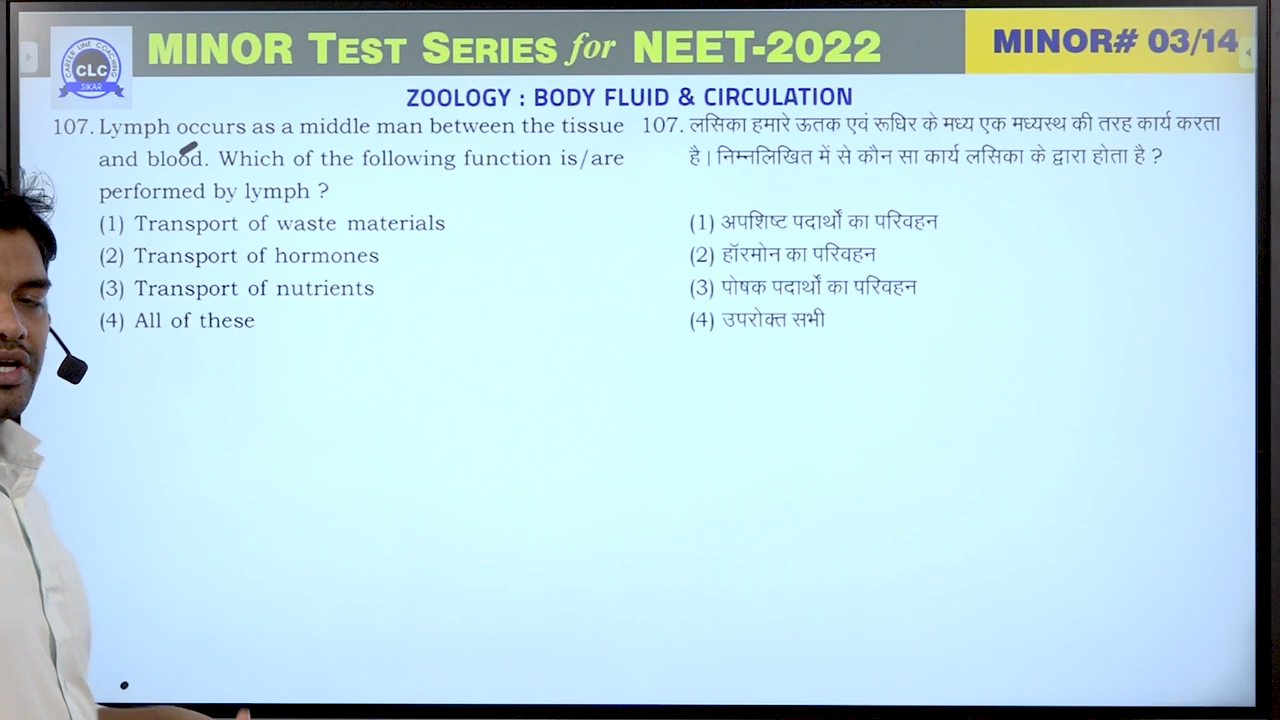 CAREER LINE COACHING
CLC
SIKAR
MINOR TEST SERIES for NEET-2022
MINOR# 03/14
ZOOLOGY : BODY FLUID & CIRCULATION
107. Lymph occurs as a middle man between the tissue
and blood. Which of the following function is/are
performed by lymph ?
(1) Transport of waste materials
(2) Transport of hormones
(3) Transport of nutrients
(4) All of these
107. लसिका हमारे ऊतक एवं रूधिर के मध्य एक मध्यस्थ की तरह कार्य करता
है। निम्नलिखित में से कौन सा कार्य लसिका के द्वारा होता है ?
(1) अपशिष्ट पदार्थों का परिवहन
(2) हॉरमोन का परिवहन
(3) पोषक पदार्थों का परिवहन
(4) उपरोक्त सभी